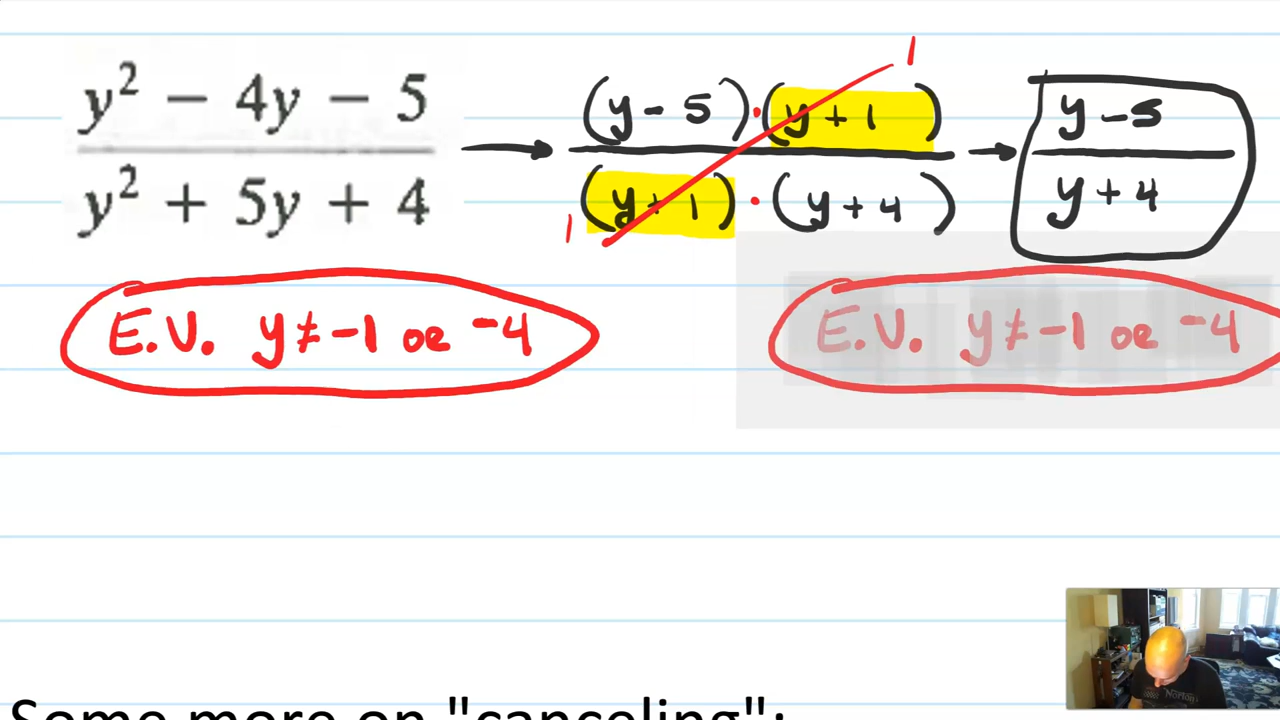 y² − 4y − 5 / y² + 5y + 4 → (y − 5) · (y + 1) / (y + 1) · (y + 4) → y − 5 / y + 4
1
1
E.V. y ≠ −1 or −4
E.V. y ≠ −1 or −4
Some more on "canceling":